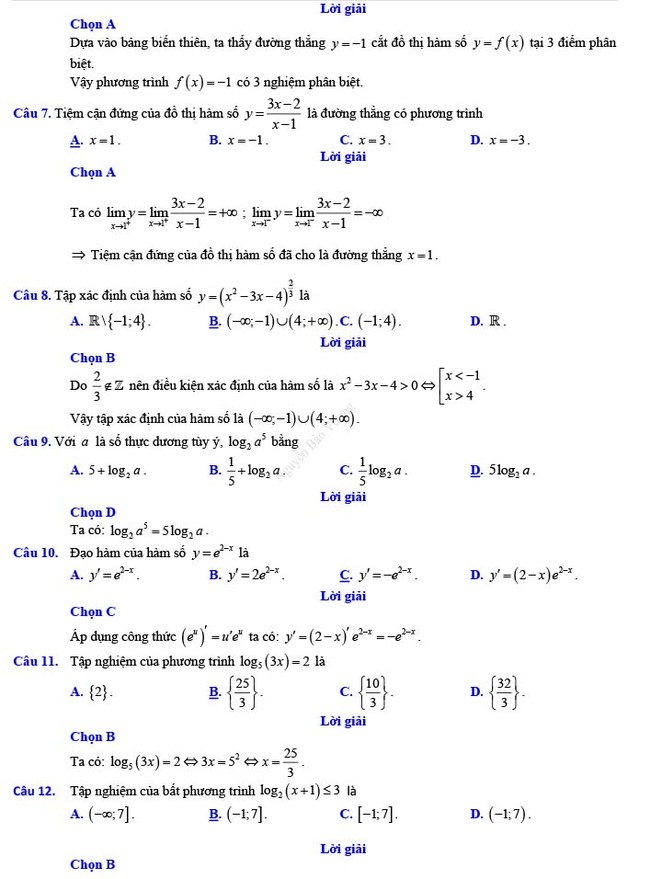 Lời giải
Chọn A
Dựa vào bảng biến thiên, ta thấy đường thẳng y = −1 cắt đồ thị hàm số y = f(x) tại 3 điểm phân
biệt.
Vậy phương trình f(x) = −1 có 3 nghiệm phân biệt.
Câu 7. Tiệm cận đứng của đồ thị hàm số y = (3x−2)/(x−1) là đường thẳng có phương trình
A. x = 1. B. x = −1. C. x = 3. D. x = −3.
Lời giải
Chọn A
Ta có lim_{x→1⁺} y = lim_{x→1⁺} (3x−2)/(x−1) = +∞ ; lim_{x→1⁻} y = lim_{x→1⁻} (3x−2)/(x−1) = −∞
⇒ Tiệm cận đứng của đồ thị hàm số đã cho là đường thẳng x = 1.
Câu 8. Tập xác định của hàm số y = (x² − 3x − 4)^{2/3} là
A. ℝ\{−1;4}. B. (−∞;−1)∪(4;+∞). C. (−1;4). D. ℝ.
Lời giải
Chọn B
Do 2/3 ∉ ℤ nên điều kiện xác định của hàm số là x² − 3x − 4 > 0 ⇔ [x < −1 x > 4.
Vậy tập xác định của hàm số là (−∞;−1)∪(4;+∞).
Câu 9. Với a là số thực dương tùy ý, log₂ a⁵ bằng
A. 5 + log₂ a. B. 1/5 + log₂ a. C. 1/5 log₂ a. D. 5log₂ a.
Lời giải
Chọn D
Ta có: log₂ a⁵ = 5log₂ a.
Câu 10. Đạo hàm của hàm số y = e^{2−x} là
A. y′ = e^{2−x}. B. y′ = 2e^{2−x}. C. y′ = −e^{2−x}. D. y′ = (2−x)e^{2−x}.
Lời giải
Chọn C
Áp dụng công thức (e^u)′ = u′e^u ta có: y′ = (2−x)′ e^{2−x} = −e^{2−x}.
Câu 11. Tập nghiệm của phương trình log₅(3x) = 2 là
A. {2}. B. {25/3}. C. {10/3}. D. {32/3}.
Lời giải
Chọn B
Ta có: log₅(3x) = 2 ⇔ 3x = 5² ⇔ x = 25/3.
Câu 12. Tập nghiệm của bất phương trình log₂(x+1) ≤ 3 là
A. (−∞;7]. B. (−1;7]. C. [−1;7]. D. (−1;7).
Lời giải
Chọn B